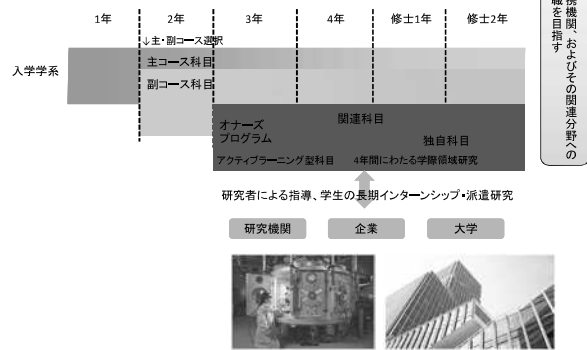 1年 2年 3年 4年 修士1年 修士2年
↓主・副コース選択
入学学系
主コース科目
副コース科目
オナーズ
プログラム
関連科目
独自科目
アクティブラーニング型科目 4年間にわたる学際領域研究
研究者による指導、学生の長期インターンシップ・派遣研究
研究機関 企業 大学
携機関、およびその関連分野への
職を目指す